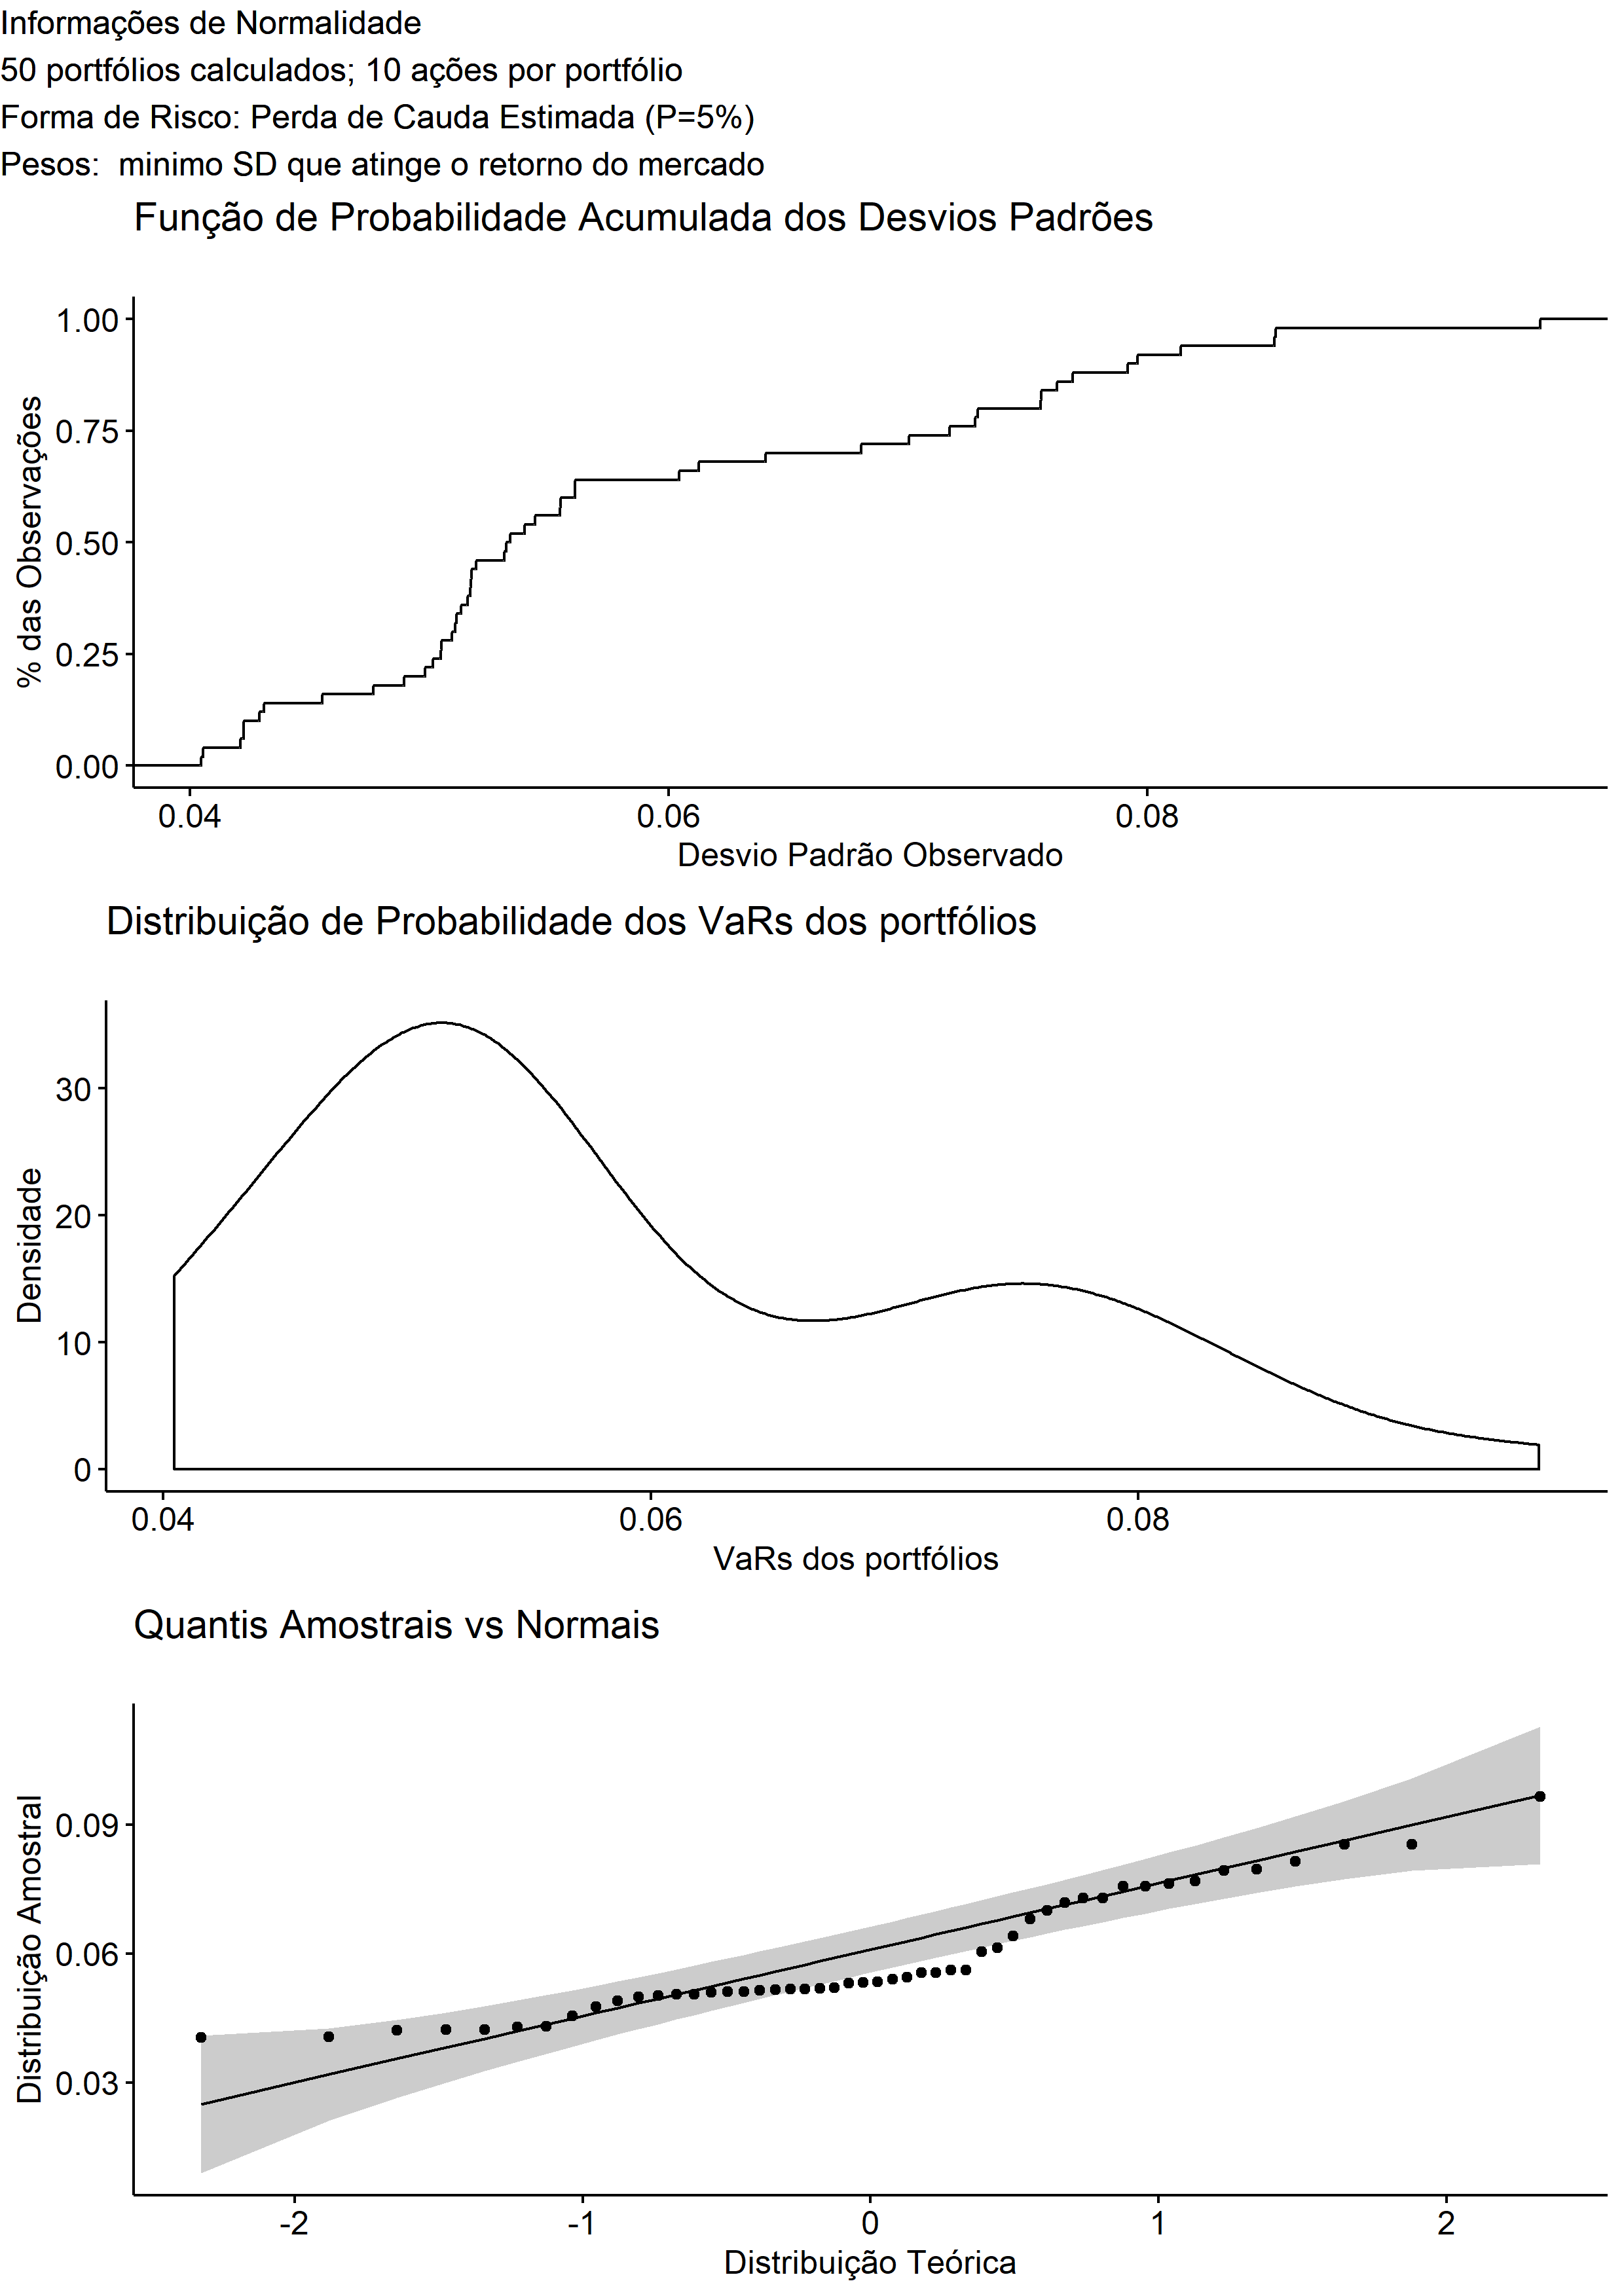 Informações de Normalidade
50 portfólios calculados; 10 ações por portfólio
Forma de Risco: Perda de Cauda Estimada (P=5%)
Pesos:  minimo SD que atinge o retorno do mercado
Função de Probabilidade Acumulada dos Desvios Padrões
% das Observações
1.00
0.75
0.50
0.25
0.00
0.04 0.06 0.08
Desvio Padrão Observado
Distribuição de Probabilidade dos VaRs dos portfólios
Densidade
30
20
10
0
0.04 0.06 0.08
VaRs dos portfólios
Quantis Amostrais vs Normais
Distribuição Amostral
0.09
0.06
0.03
-2 -1 0 1 2
Distribuição Teórica